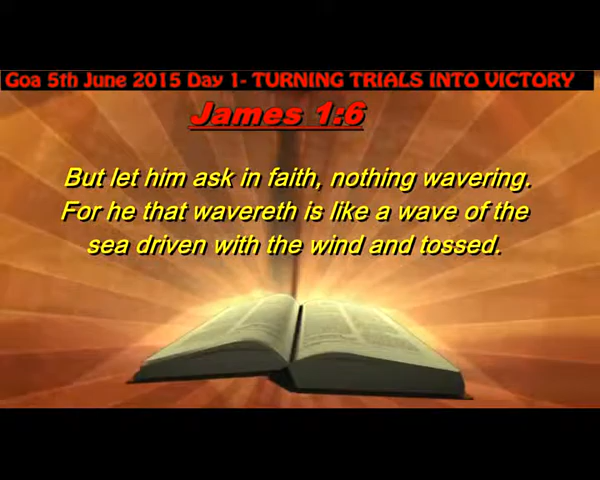 Goa 5th June 2015 Day 1- TURNING TRIALS INTO VICTORY
James 1:6
But let him ask in faith, nothing wavering.
For he that wavereth is like a wave of the
sea driven with the wind and tossed.